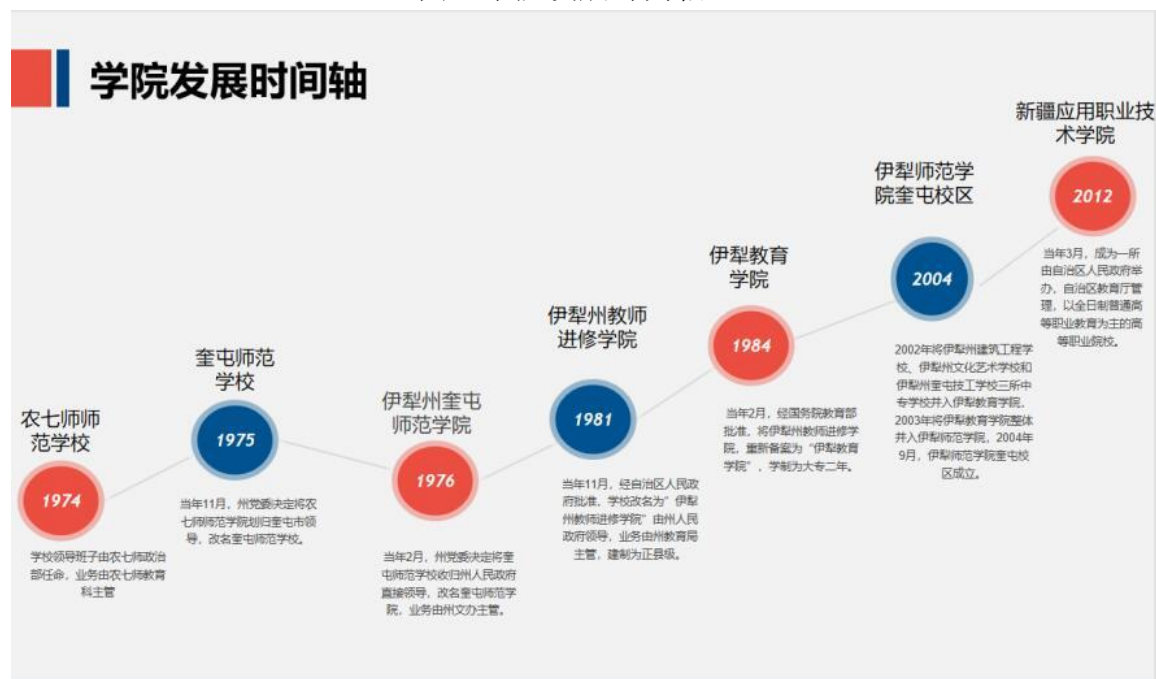 学院发展时间轴
农七师师
范学校
1974
学校领导班子由农七师政治
部任命，业务由农七师教育
科主管
奎屯师范
学校
1975
当年11月，州党委决定将农
七师师范学院划归奎屯市领
导，改名奎屯师范学校。
伊犁州奎屯
师范学院
1976
当年2月，州党委决定将奎
屯师范学校收归州人民政府
直接领导，改名奎屯师范学
院，业务由州文办主管。
伊犁州教师
进修学院
1981
当年11月，经自治区人民政
府批准，学校改名为”伊犁
州教师进修学院”由州人民
政府领导，业务由州教育局
主管，建制为正县级。
伊犁教育
学院
1984
当年2月，经国务院教育部
批准，将伊犁州教师进修学
院，重新备案为“伊犁教育
学院”，学制为大专二年。
伊犁师范学
院奎屯校区
2004
2002年将伊犁州建筑工程学
校、伊犁州文化艺术学校和
伊犁州奎屯技工学校三所中
专学校并入伊犁教育学院，
2003年将伊犁教育学院整体
并入伊犁师范学院，2004年
9月，伊犁师范学院奎屯校
区成立。
新疆应用职业技
术学院
2012
当年3月，成为一所
由自治区人民政府举
办，自治区教育厅管
理，以全日制普通高
等职业教育为主的高
等职业院校。